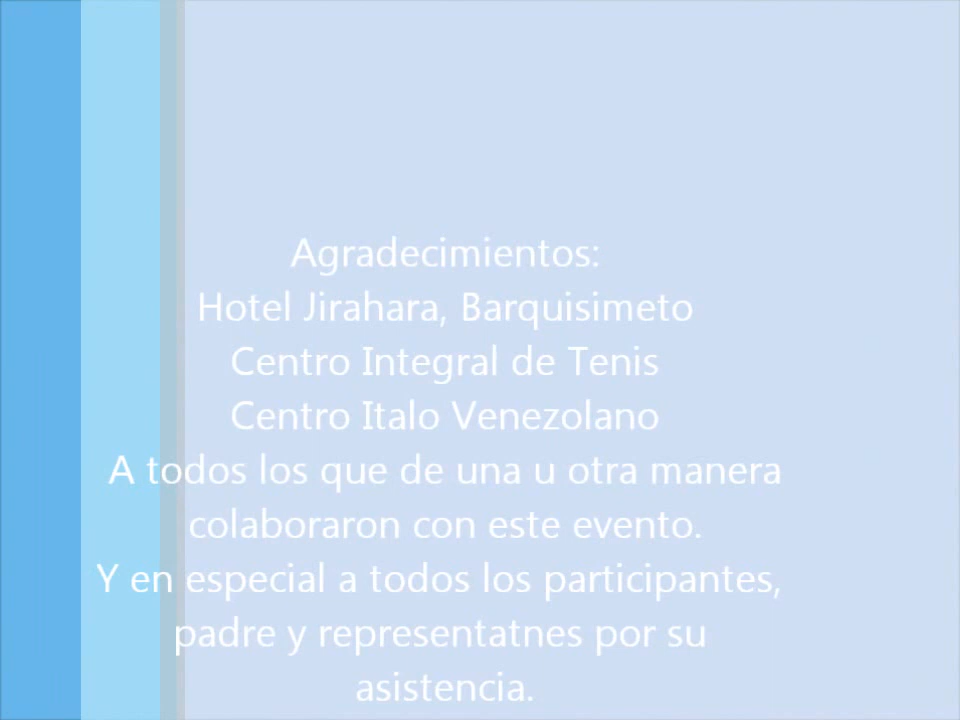 Agradecimientos:
Hotel Jirahara, Barquisimeto
Centro Integral de Tenis
Centro Italo Venezolano
A todos los que de una u otra manera
colaboraron con este evento.
Y en especial a todos los participantes,
padre y representatnes por su
asistencia.